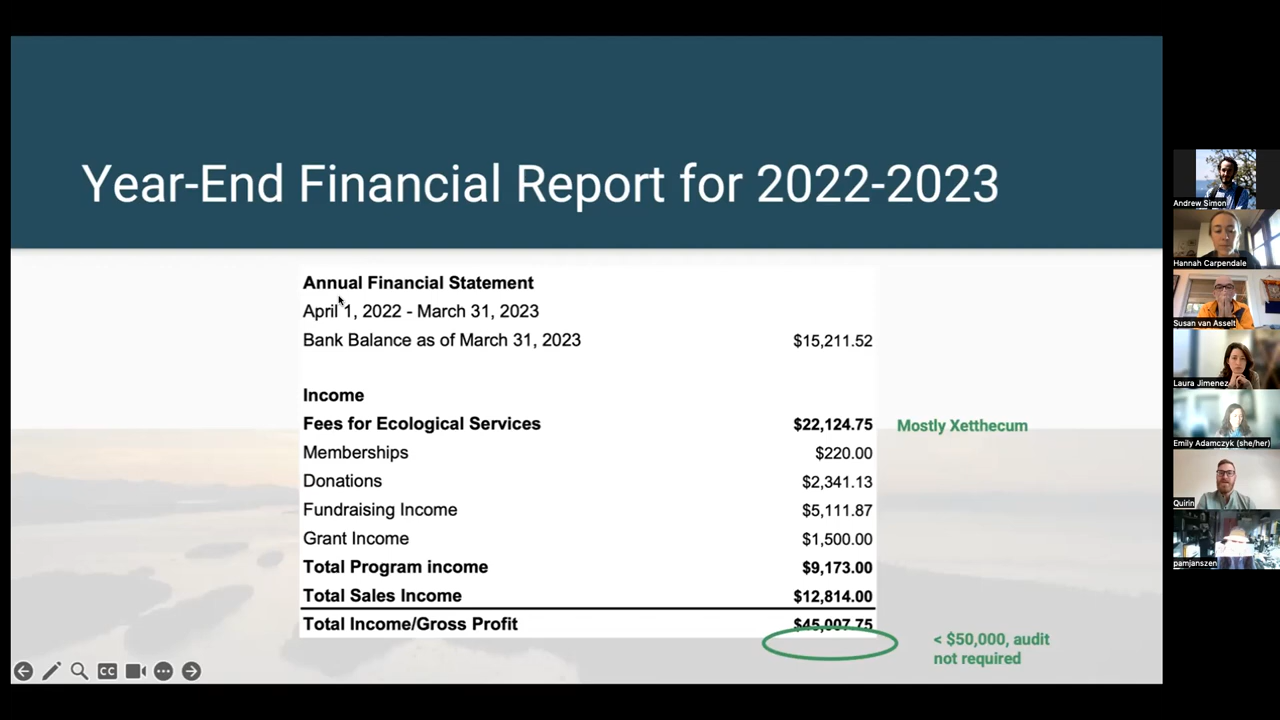 Year-End Financial Report for 2022-2023
Annual Financial Statement
April 1, 2022 - March 31, 2023
Bank Balance as of March 31, 2023 $15,211.52
Income
Fees for Ecological Services $22,124.75 Mostly Xetthecum
Memberships $220.00
Donations $2,341.13
Fundraising Income $5,111.87
Grant Income $1,500.00
Total Program income $9,173.00
Total Sales Income $12,814.00
Total Income/Gross Profit $45,007.75
< $50,000, audit
not required
CC
Andrew Simon
Hannah Carpendale
Susan van Asselt
Laura Jimenez
Emily Adamczyk (she/her)
Quirin
pamjanszen